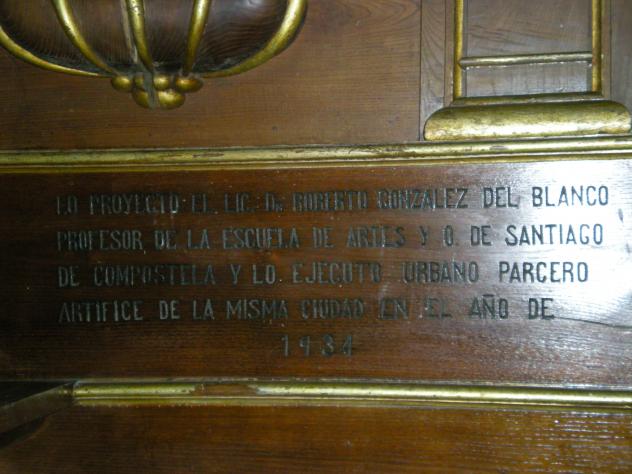 LO PROYECTO EL LIC. Dn ROBERTO GONZALEZ DEL BLANCO
PROFESOR DE LA ESCUELA DE ARTES Y O. DE SANTIAGO
DE COMPOSTELA Y LO EJECUTO URBANO PARCERO
ARTIFICE DE LA MISMA CIUDAD EN EL AÑO DE
1934